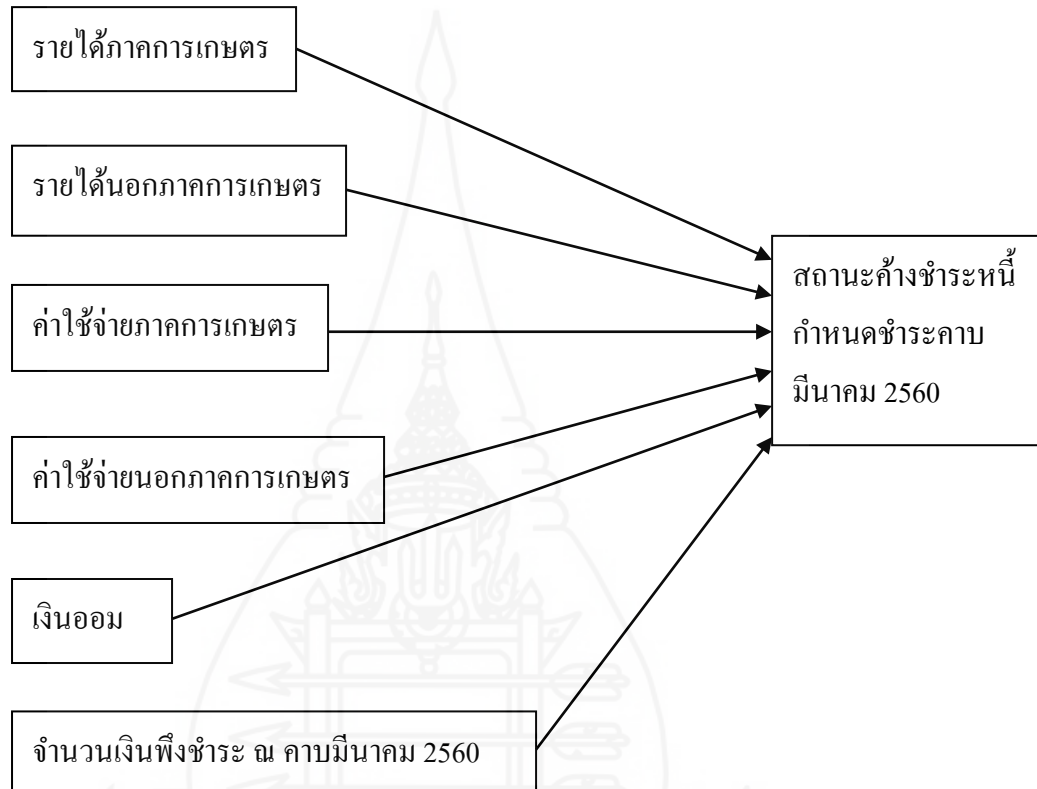 รายได้ภาคการเกษตร
รายได้นอกภาคการเกษตร
ค่าใช้จ่ายภาคการเกษตร
ค่าใช้จ่ายนอกภาคการเกษตร
เงินออม
จำนวนเงินพึงชำระ ณ คาบมีนาคม 2560
สถานะค้างชำระหนี้
กำหนดชำระคาบ
มีนาคม 2560